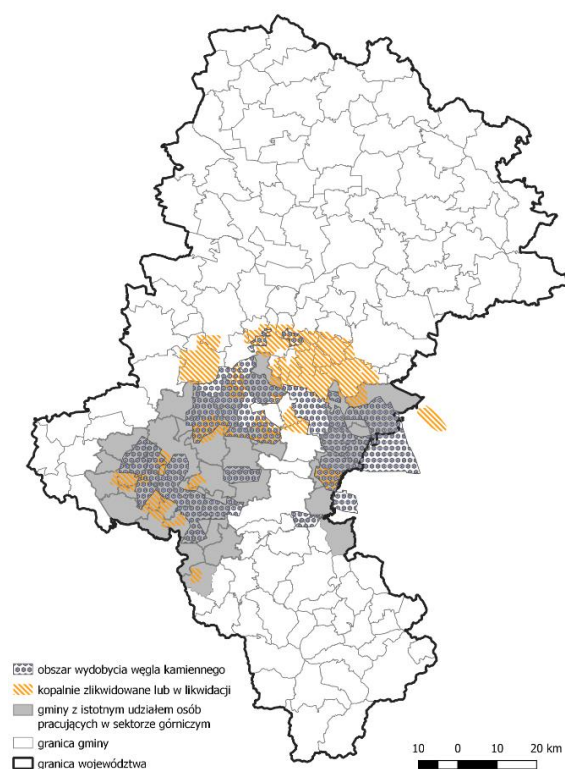 obszar wydobycia węgla kamiennego
kopalnie zlikwidowane lub w likwidacji
gminy z istotnym udziałem osób
pracujących w sektorze górniczym
granica gminy
granica województwa
10 0 10 20 km